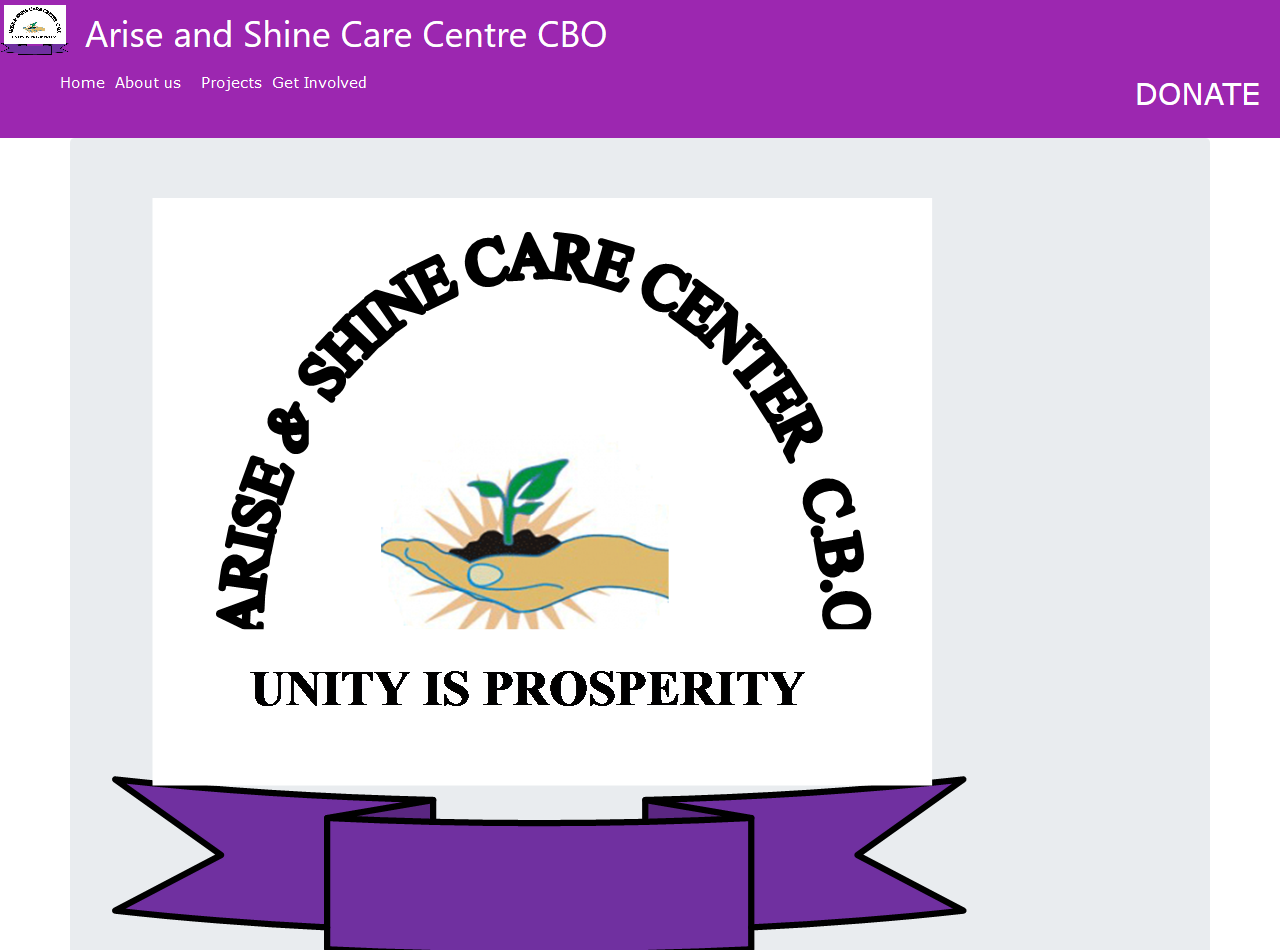 Arise and Shine Care Centre CBO
Home About us Projects Get Involved
DONATE
ARISE & SHINE CARE CENTER C.B.O
UNITY IS PROSPERITY